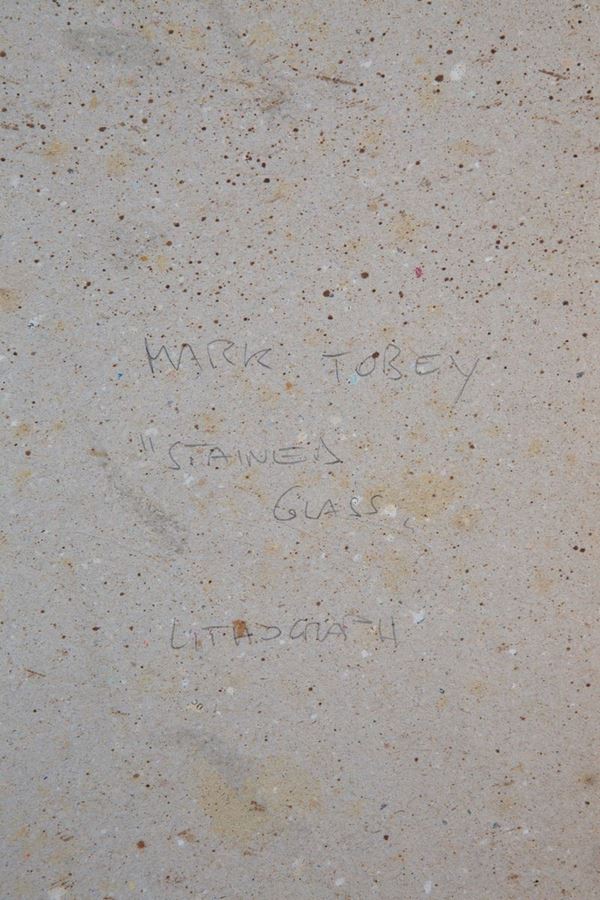 MARK TOBEY
"STAINED
GLASS,
LITHOGRAPH